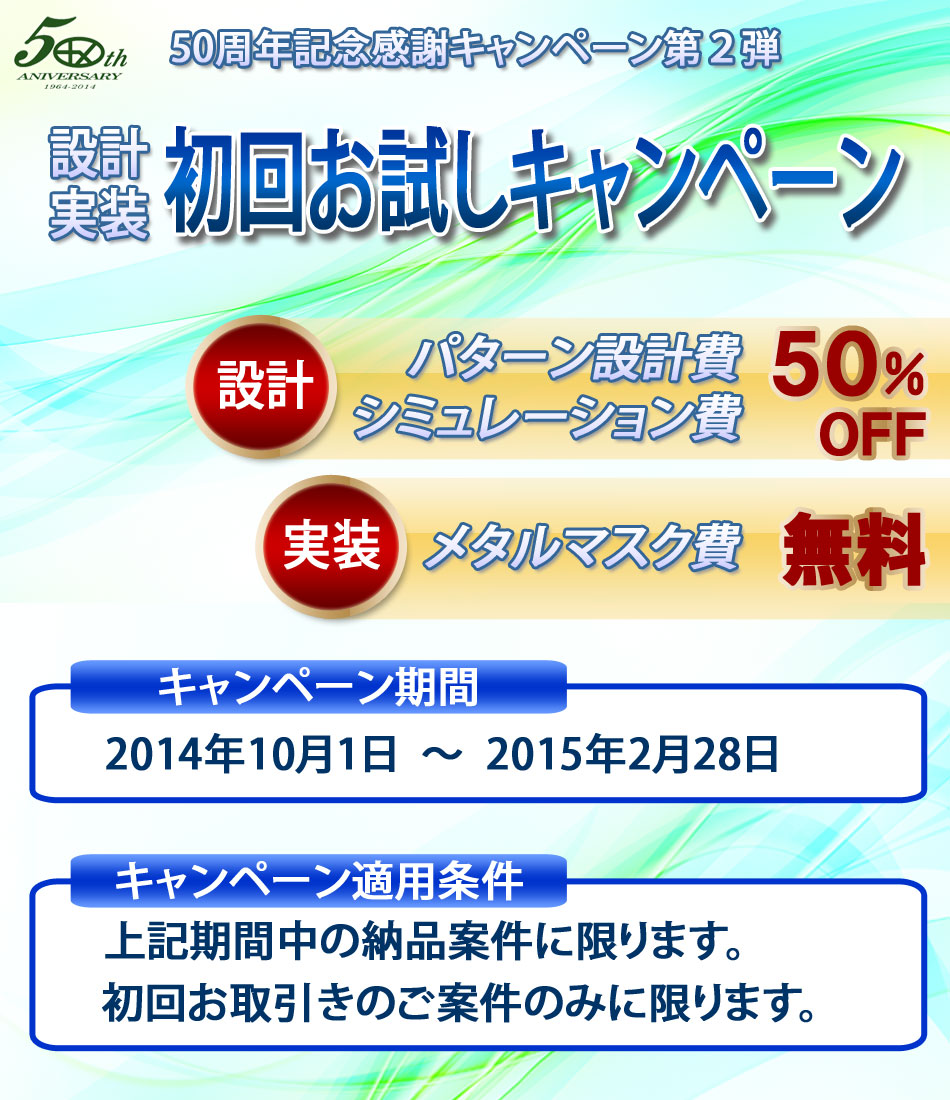 50th
ANIVERSARY
1964-2014
50周年記念感謝キャンペーン第2弾
設計
実装
初回お試しキャンペーン
設計
パターン設計費
シミュレーション費
50%
OFF
実装
メタルマスク費
無料
キャンペーン期間
2014年10月1日 ～ 2015年2月28日
キャンペーン適用条件
上記期間中の納品案件に限ります。
初回お取引きのご案件のみに限ります。